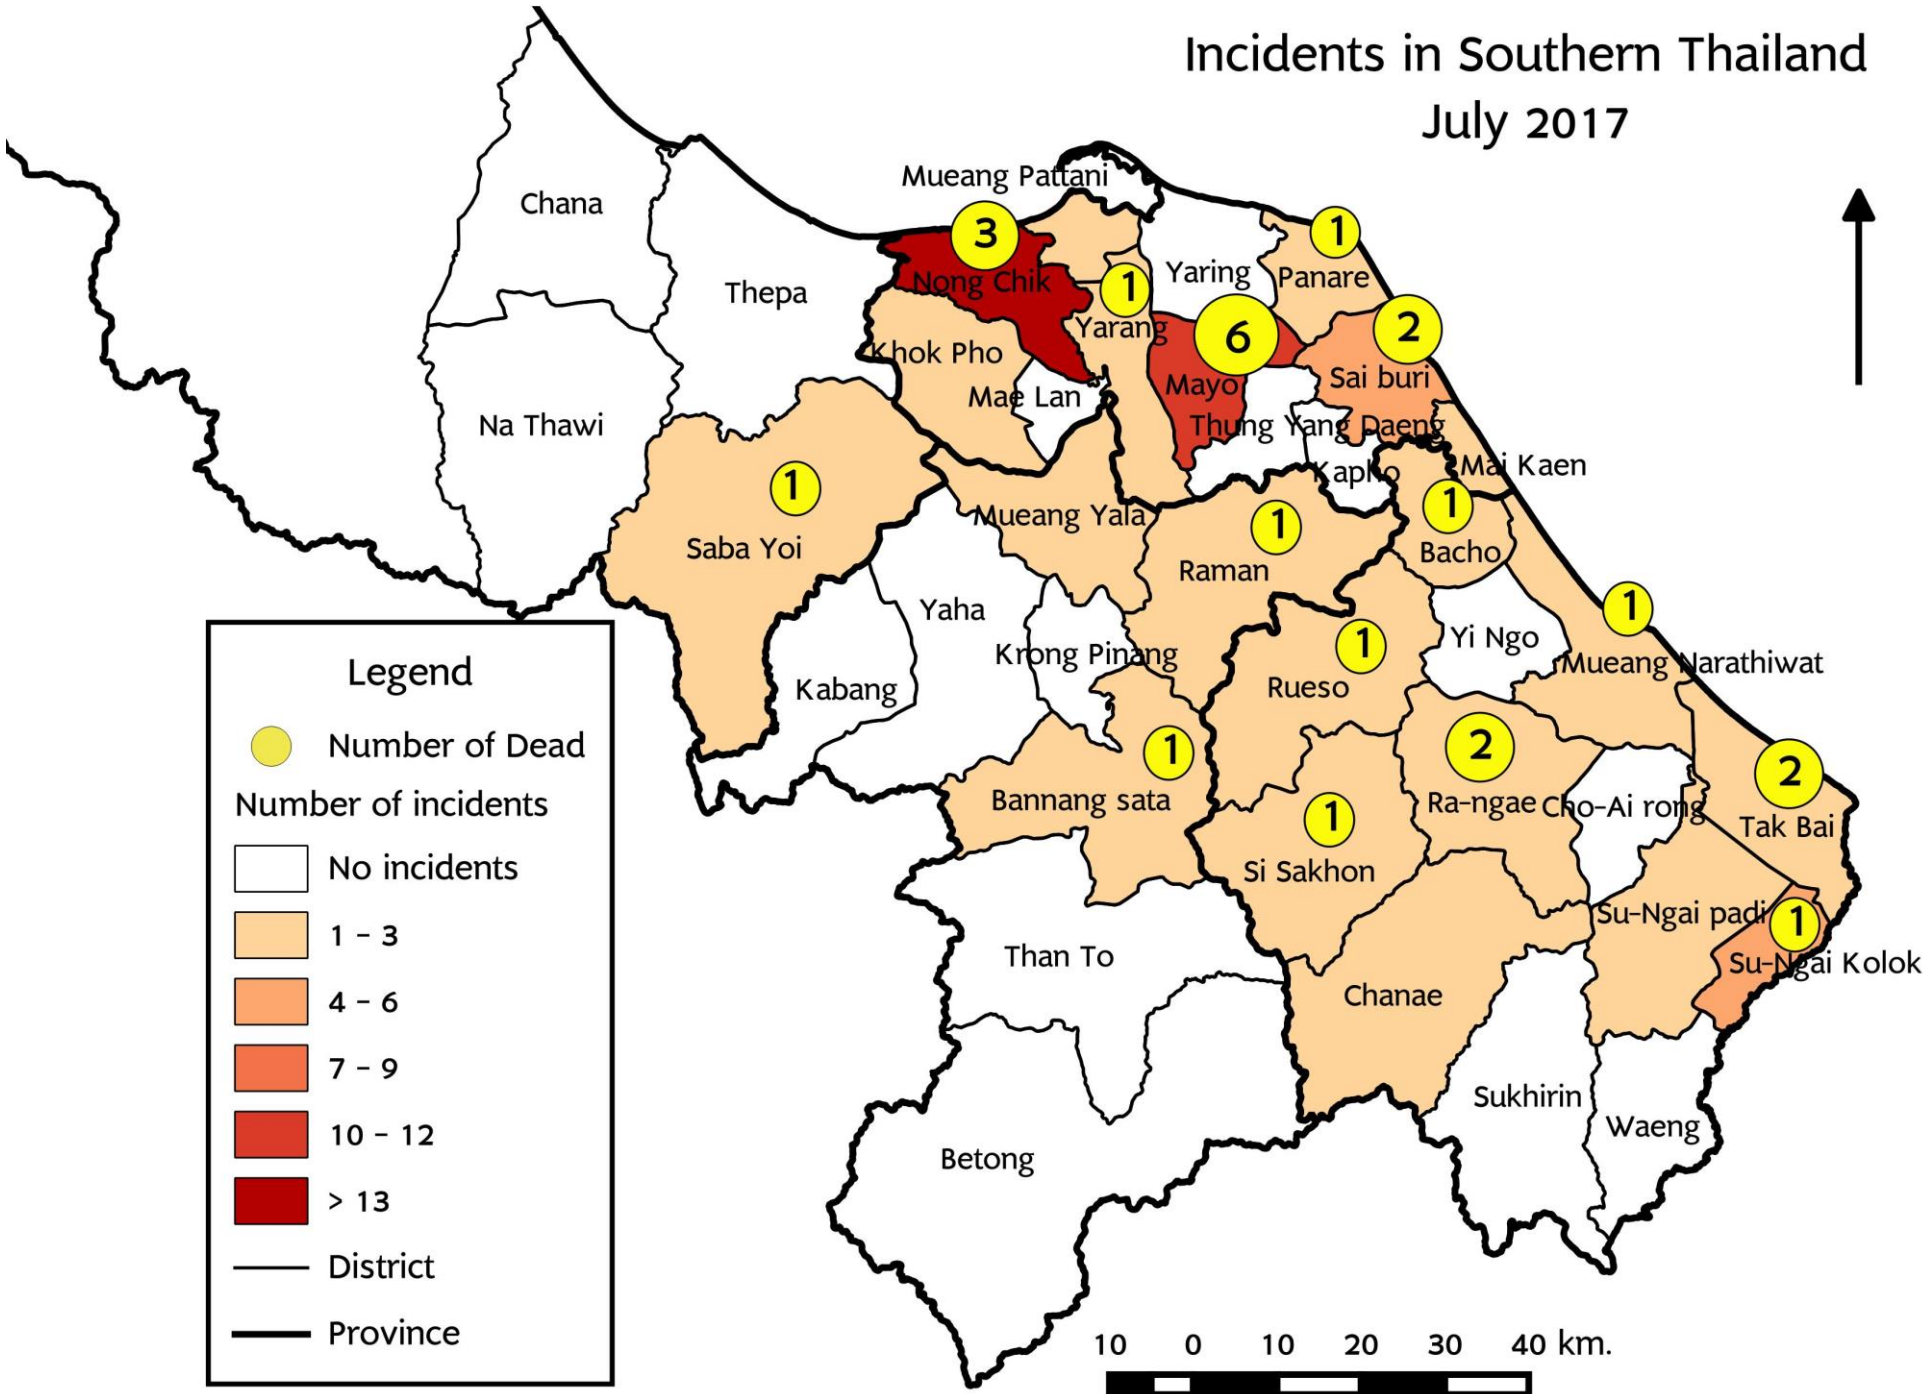 Incidents in Southern Thailand
July 2017
Mueang Pattani
Chana
3
1
Yaring
Panare
Nong Chik
1
Thepa
Yarang
6
2
Khok Pho
Mayo
Sai buri
Mae Lan
Na Thawi
Thung Yang Daeng
Kapho
Mai Kaen
1
1
Mueang Yala
1
Saba Yoi
Bacho
Raman
Yaha
1
Yi Ngo
1
Krong Pinang
Mueang Narathiwat
Kabang
Rueso
1
2
2
Bannang sata
Ra-ngae
Cho-Ai rong
1
Tak Bai
Si Sakhon
Su-Ngai padi
1
Than To
Su-Ngai Kolok
Chanae
Sukhirin
Waeng
Betong
Legend
Number of Dead
Number of incidents
No incidents
1 - 3
4 - 6
7 - 9
10 - 12
> 13
District
Province
10 0 10 20 30 40 km.